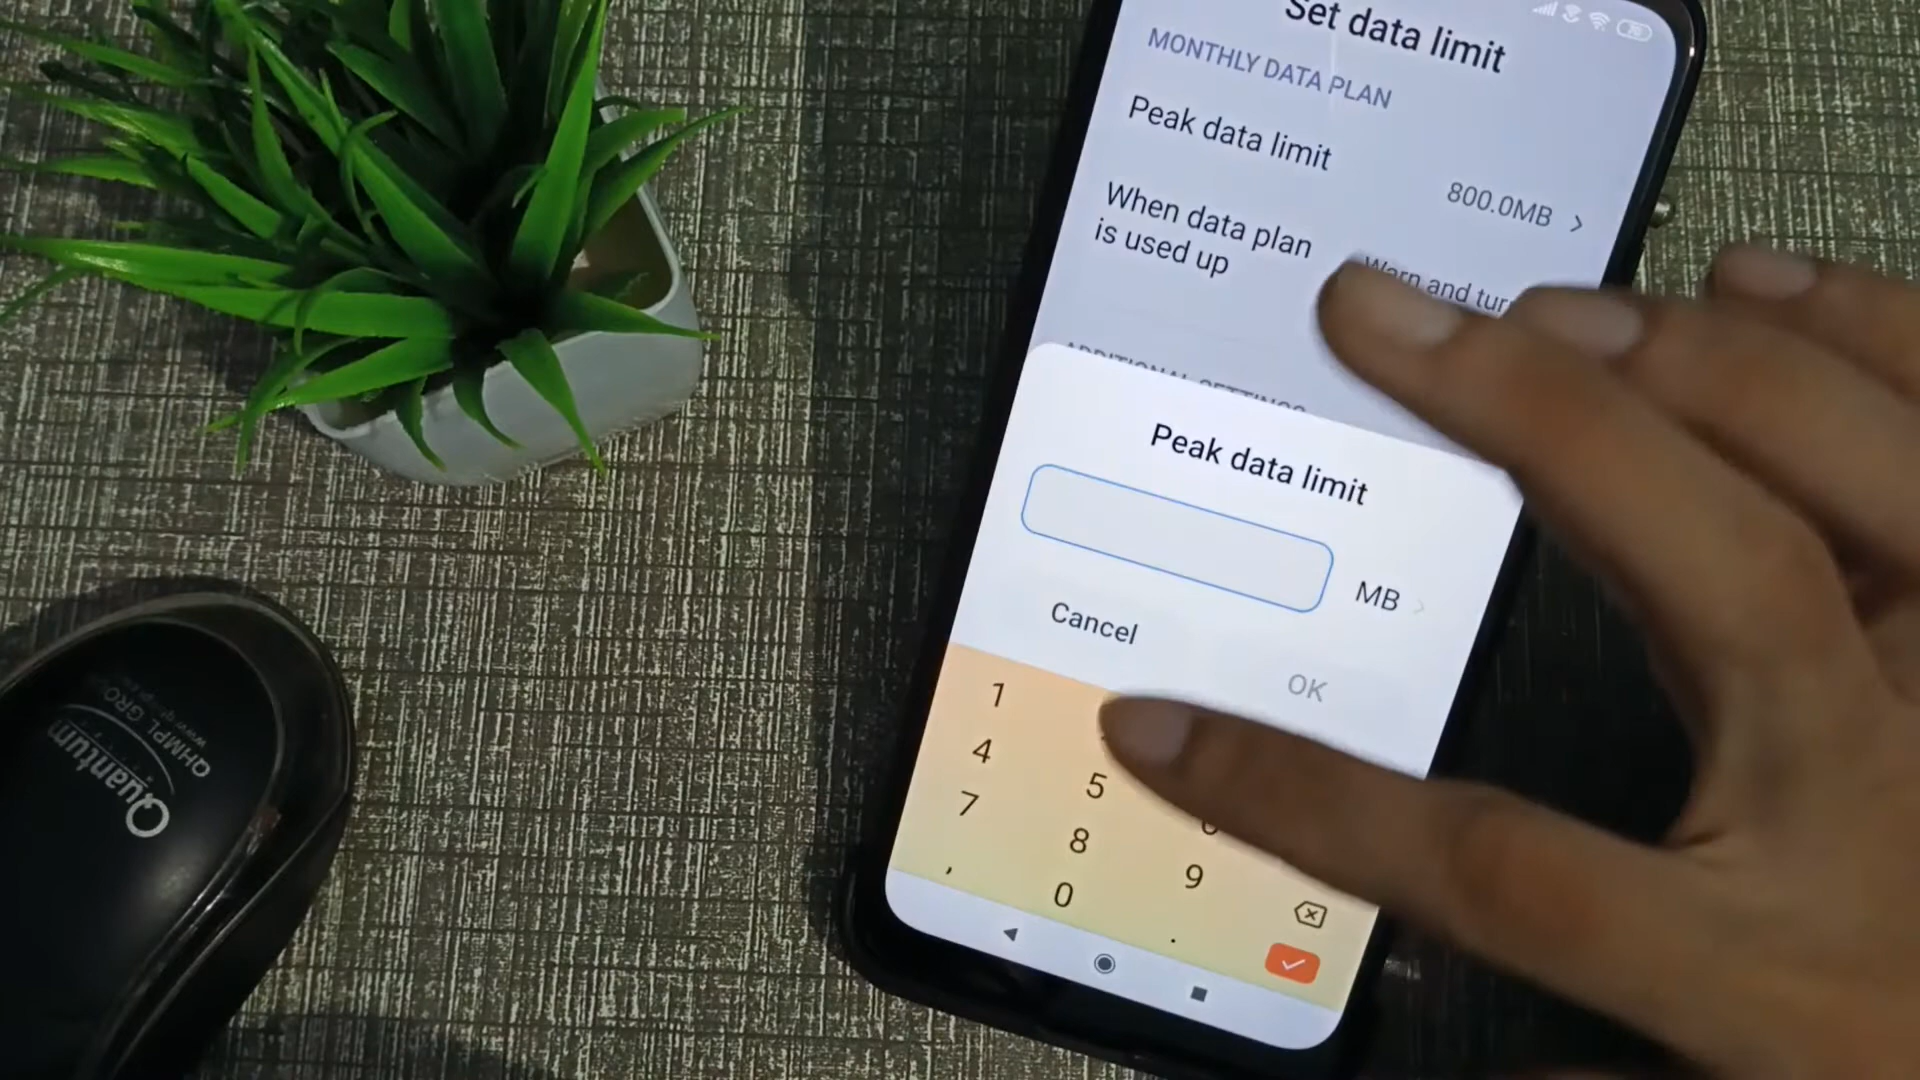 Set data limit
MONTHLY DATA PLAN
Peak data limit
800.0MB
When data plan
is used up
Warn and tur
ADDITIONAL SETTINGS
Peak data limit
MB
Cancel
OK
1
4
5
7
8
9
,
0
.
Quantum
QHMPL GRO